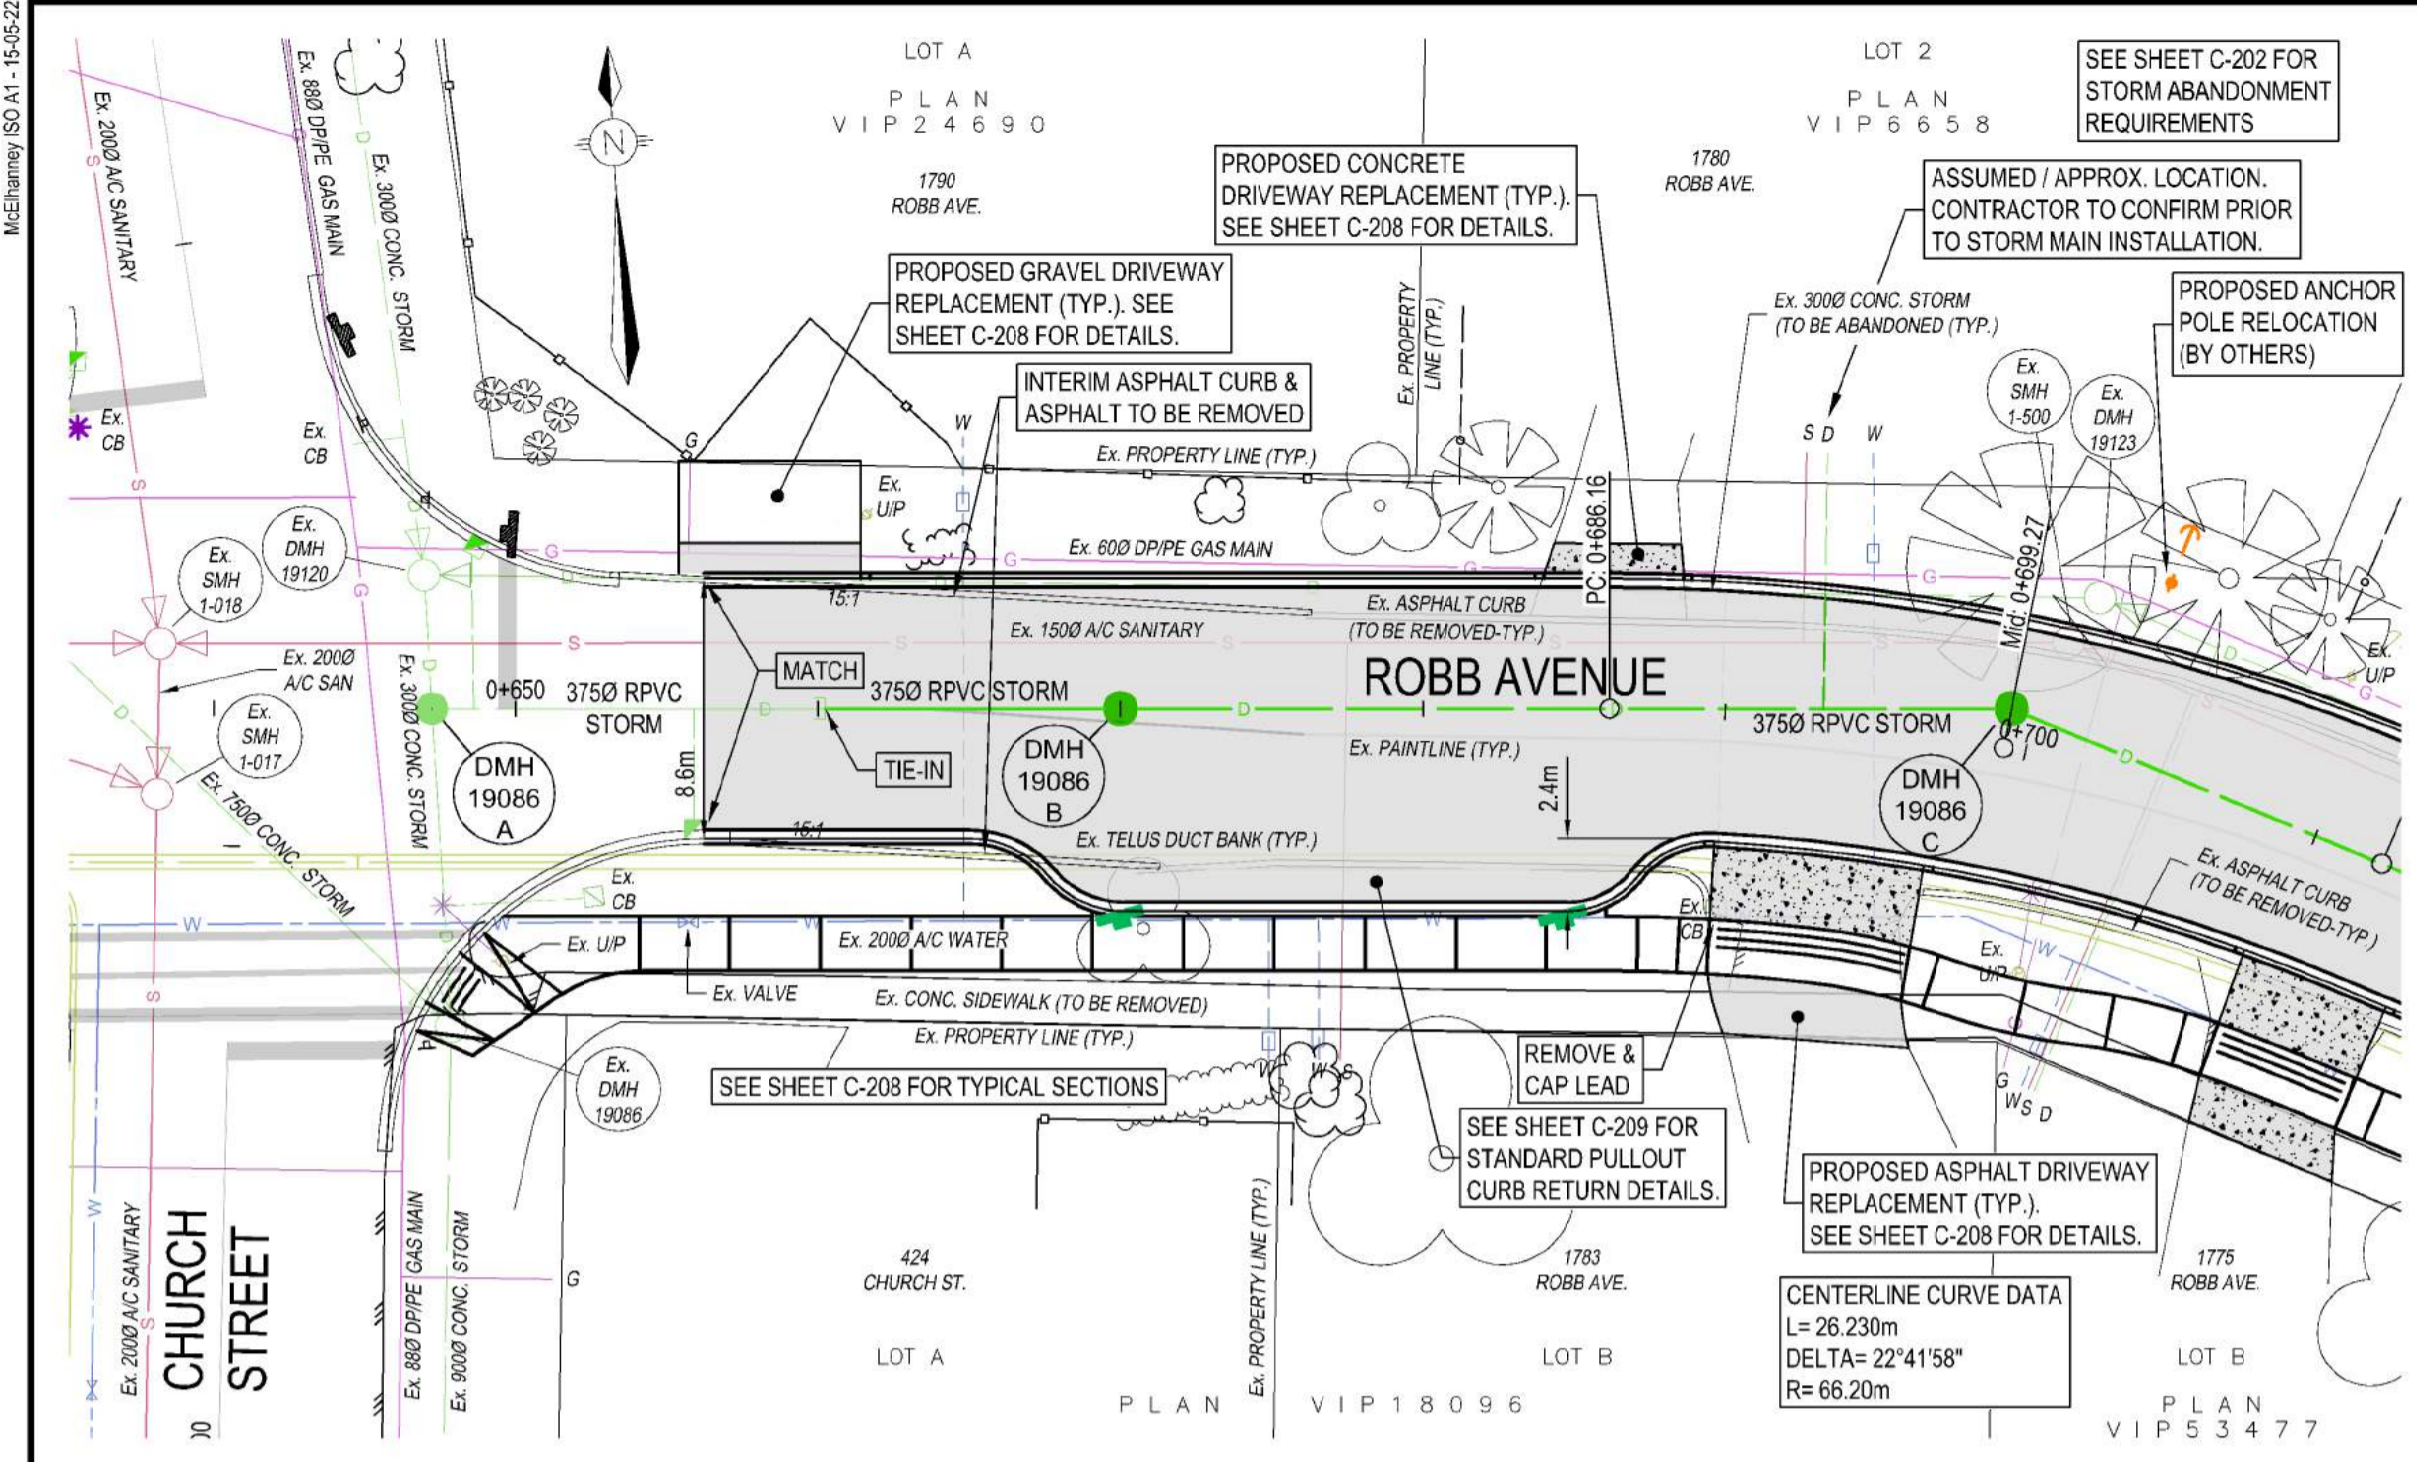 McElhanney ISO A1 - 15-05-22
LOT A
PLAN
VIP24690
1790
ROBB AVE.
LOT 2
PLAN
VIP6658
1780
ROBB AVE.
SEE SHEET C-202 FOR
STORM ABANDONMENT
REQUIREMENTS
PROPOSED CONCRETE
DRIVEWAY REPLACEMENT (TYP.).
SEE SHEET C-208 FOR DETAILS.
ASSUMED / APPROX. LOCATION.
CONTRACTOR TO CONFIRM PRIOR
TO STORM MAIN INSTALLATION.
PROPOSED GRAVEL DRIVEWAY
REPLACEMENT (TYP.). SEE
SHEET C-208 FOR DETAILS.
PROPOSED ANCHOR
POLE RELOCATION
(BY OTHERS)
INTERIM ASPHALT CURB &
ASPHALT TO BE REMOVED
Ex. 300Ø CONC. STORM
(TO BE ABANDONED (TYP.)
Ex. 200Ø A/C SANITARY
Ex. 88Ø DP/PE GAS MAIN
Ex. 300Ø CONC. STORM
N
Ex. PROPERTY
LINE (TYP.)
Ex.
SMH
1-500
Ex.
DMH
19123
Ex.
CB
Ex.
CB
G
W
S D W
Ex. PROPERTY LINE (TYP.)
Ex.
U/P
Ex.
DMH
19120
Ex.
SMH
1-018
Ex. 60Ø DP/PE GAS MAIN
PC: 0+686.16
Mid: 0+699.27
15:1
Ex. ASPHALT CURB
(TO BE REMOVED-TYP.)
Ex. 150Ø A/C SANITARY
Ex. 200Ø
A/C SAN
Ex. 300Ø CONC. STORM
MATCH
ROBB AVENUE
Ex.
U/P
0+650
375Ø RPVC
STORM
375Ø RPVC STORM
375Ø RPVC STORM
0+700
Ex.
SMH
1-017
Ex. PAINTLINE (TYP.)
TIE-IN
8.6m
2.4m
DMH
19086
A
DMH
19086
B
DMH
19086
C
Ex. 750Ø CONC. STORM
15:1
Ex. TELUS DUCT BANK (TYP.)
Ex. ASPHALT CURB
(TO BE REMOVED-TYP.)
Ex.
CB
Ex.
CB
Ex. U/P
Ex. 200Ø A/C WATER
Ex.
U/P
Ex. VALVE
Ex. CONC. SIDEWALK (TO BE REMOVED)
Ex. PROPERTY LINE (TYP.)
Ex.
DMH
19086
SEE SHEET C-208 FOR TYPICAL SECTIONS
W W S
REMOVE &
CAP LEAD
G
W S D
SEE SHEET C-209 FOR
STANDARD PULLOUT
CURB RETURN DETAILS.
PROPOSED ASPHALT DRIVEWAY
REPLACEMENT (TYP.).
SEE SHEET C-208 FOR DETAILS.
Ex. 200Ø A/C SANITARY
CHURCH
STREET
Ex. 88Ø DP/PE GAS MAIN
Ex. 900Ø CONC. STORM
G
424
CHURCH ST.
Ex. PROPERTY LINE (TYP.)
1783
ROBB AVE.
1775
ROBB AVE.
CENTERLINE CURVE DATA
L= 26.230m
DELTA= 22°41'58"
R= 66.20m
LOT A
LOT B
LOT B
PLAN VIP18096
PLAN
VIP53477